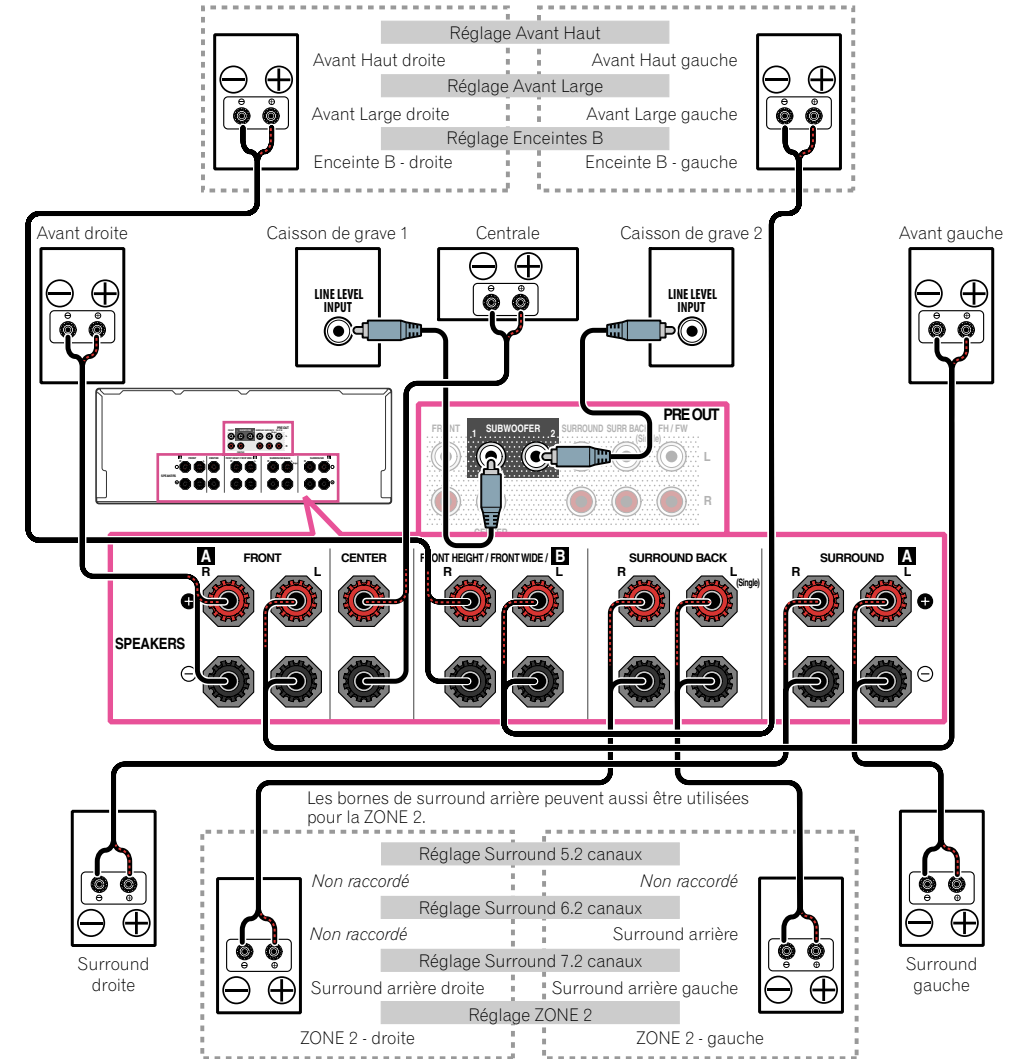 Réglage Avant Haut
Avant Haut droite
Avant Haut gauche
Réglage Avant Large
Avant Large droite
Avant Large gauche
Réglage Enceintes B
Enceinte B - droite
Enceinte B - gauche
Avant droite
Caisson de grave 1
Centrale
Caisson de grave 2
Avant gauche
LINE LEVEL
INPUT
LINE LEVEL
INPUT
PRE OUT
FRONT
1 SUBWOOFER 2
SURROUND
SURR BACK
(Single)
FH / FW
L
R
A
FRONT
R
L
CENTER
FRONT HEIGHT / FRONT WIDE / B
R
L
SURROUND BACK
R
L
(Single)
SURROUND
A
R
L
SPEAKERS
Les bornes de surround arrière peuvent aussi être utilisées
pour la ZONE 2.
Réglage Surround 5.2 canaux
Non raccordé
Non raccordé
Réglage Surround 6.2 canaux
Non raccordé
Surround arrière
Réglage Surround 7.2 canaux
Surround arrière droite
Surround arrière gauche
Réglage ZONE 2
ZONE 2 - droite
ZONE 2 - gauche
Surround
droite
Surround
gauche